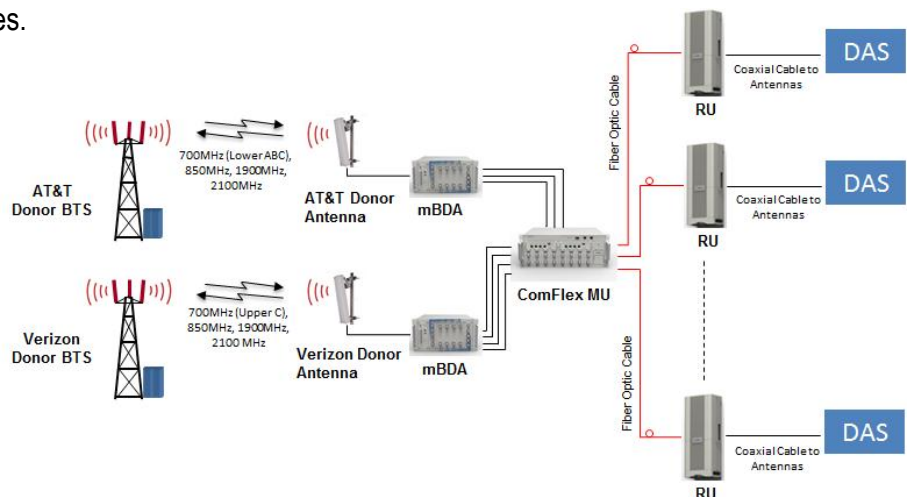 es.
DAS
Coaxial Cable to
Antennas
RU
Fiber Optic Cable
700MHz (Lower ABC),
850MHz, 1900MHz,
2100MHz
AT&T
Donor BTS
AT&T Donor
Antenna
mBDA
DAS
Coaxial Cable to
Antennas
RU
ComFlex MU
700MHz (Upper C),
850MHz, 1900MHz,
2100 MHz
Verizon
Donor BTS
Verizon Donor
Antenna
mBDA
Fiber Optic Cable
DAS
Coaxial Cable to
Antennas
RU